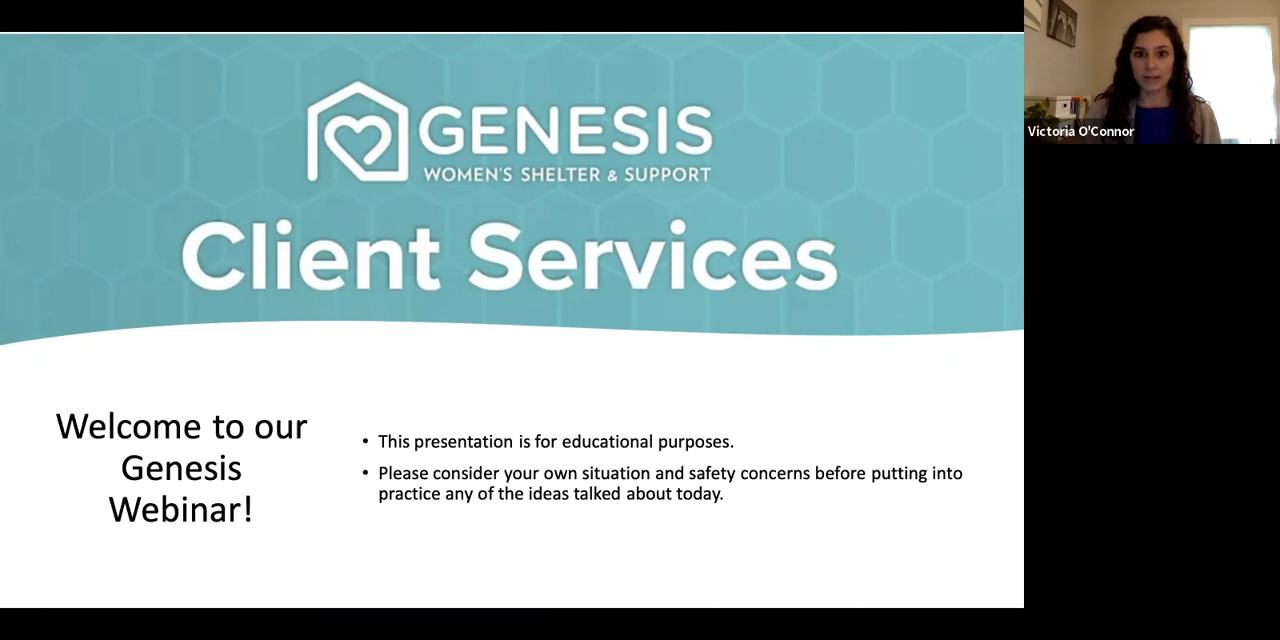 GENESIS
WOMEN'S SHELTER & SUPPORT
Client Services
Welcome to our
Genesis
Webinar!
• This presentation is for educational purposes.
• Please consider your own situation and safety concerns before putting into
practice any of the ideas talked about today.
Victoria O'Connor